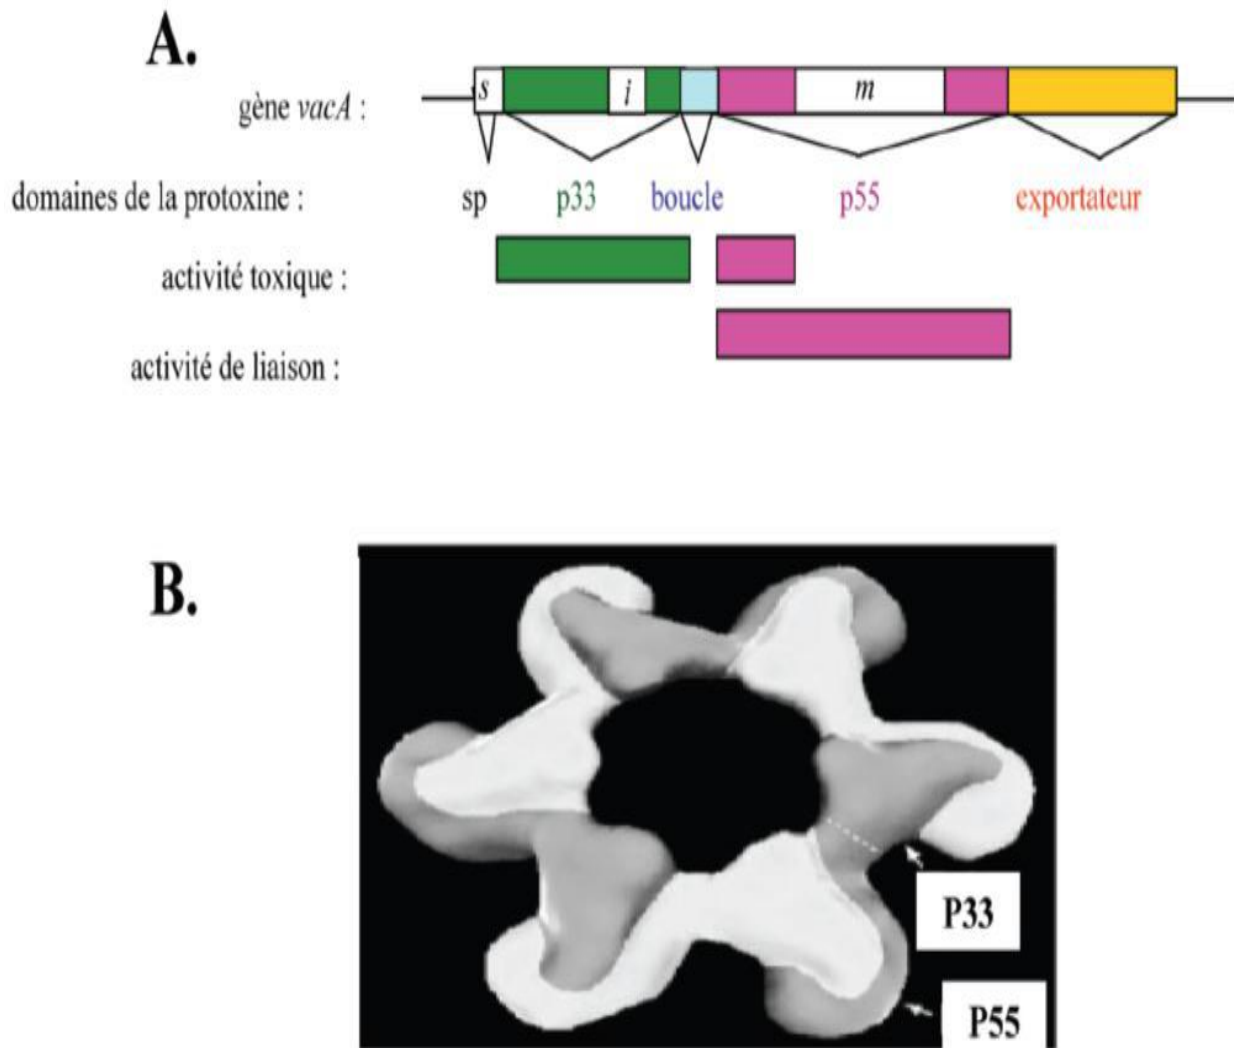 A.
gène vacA : s i m
domaines de la protoxine : sp p33 boucle p55 exportateur
activité toxique :
activité de liaison :
B.
P33
P55